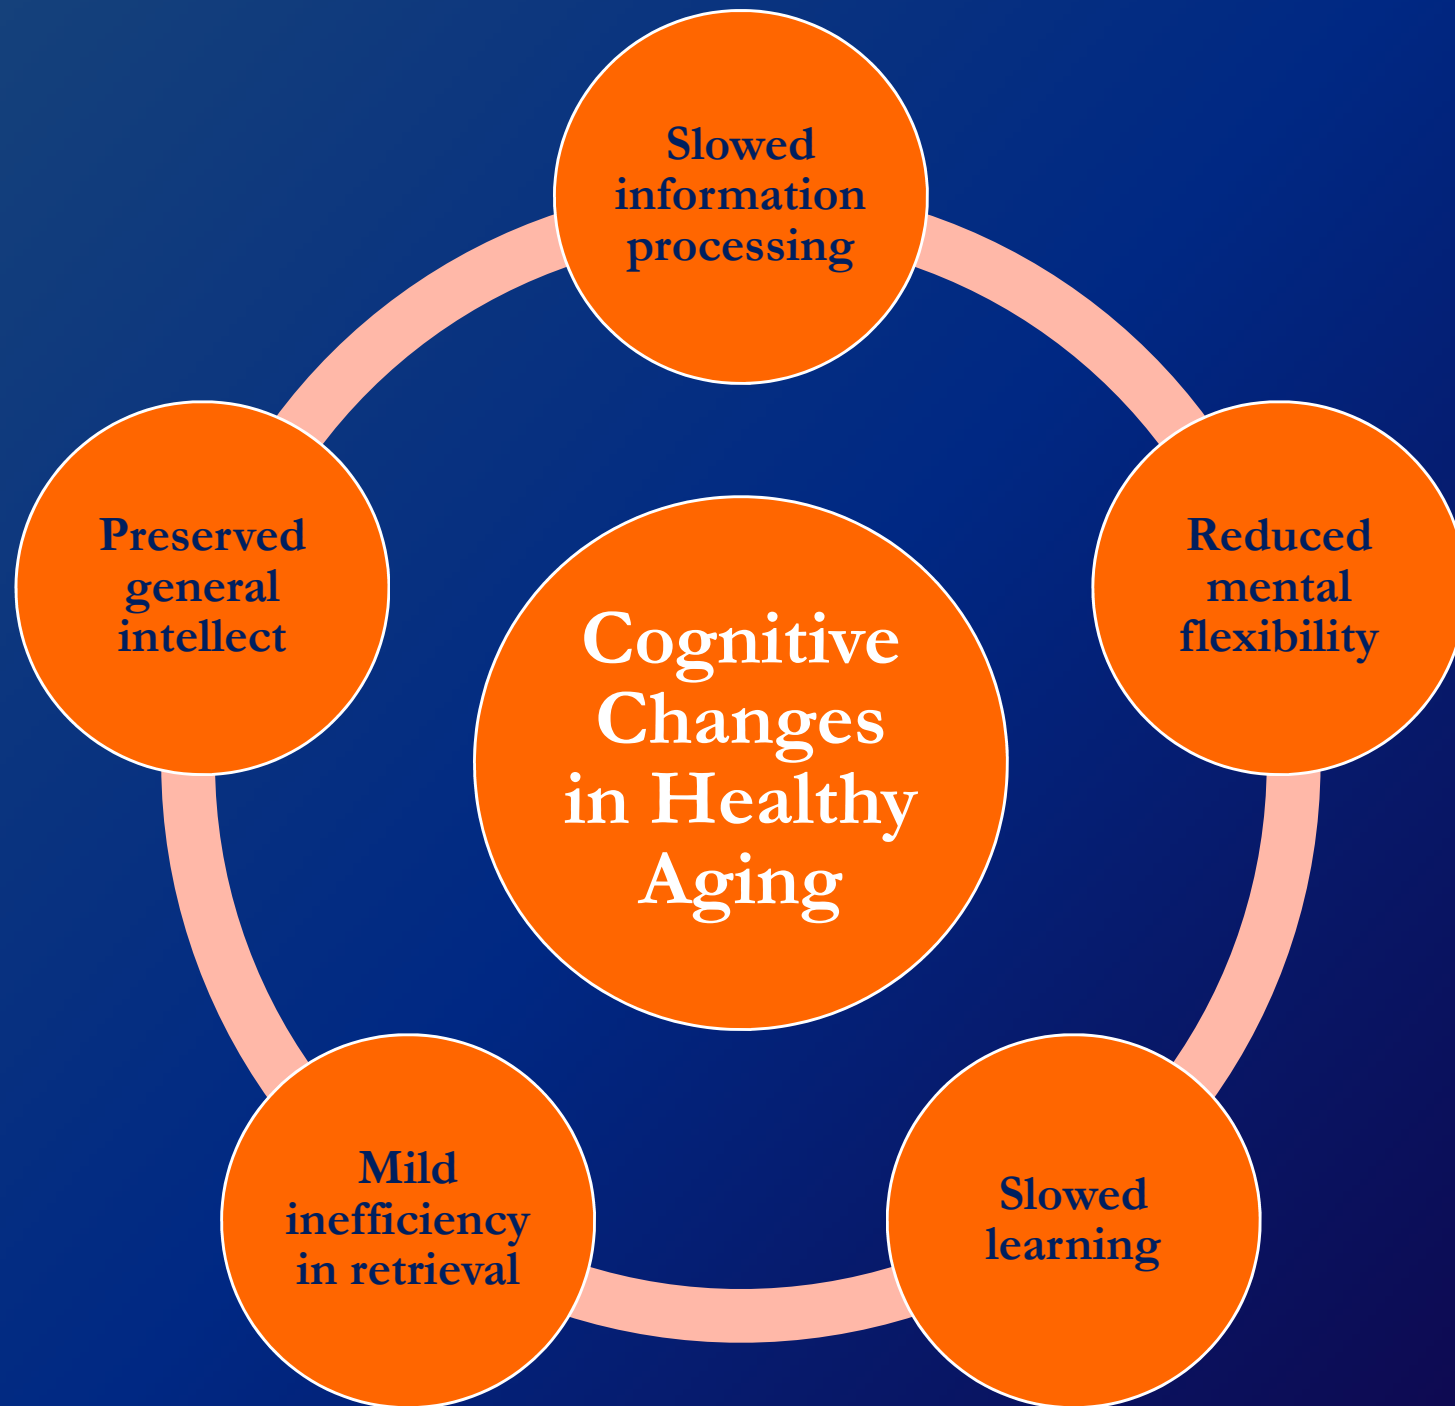 Slowed
information
processing
Reduced
mental
flexibility
Slowed
learning
Mild
inefficiency
in retrieval
Preserved
general
intellect
Cognitive
Changes
in Healthy
Aging